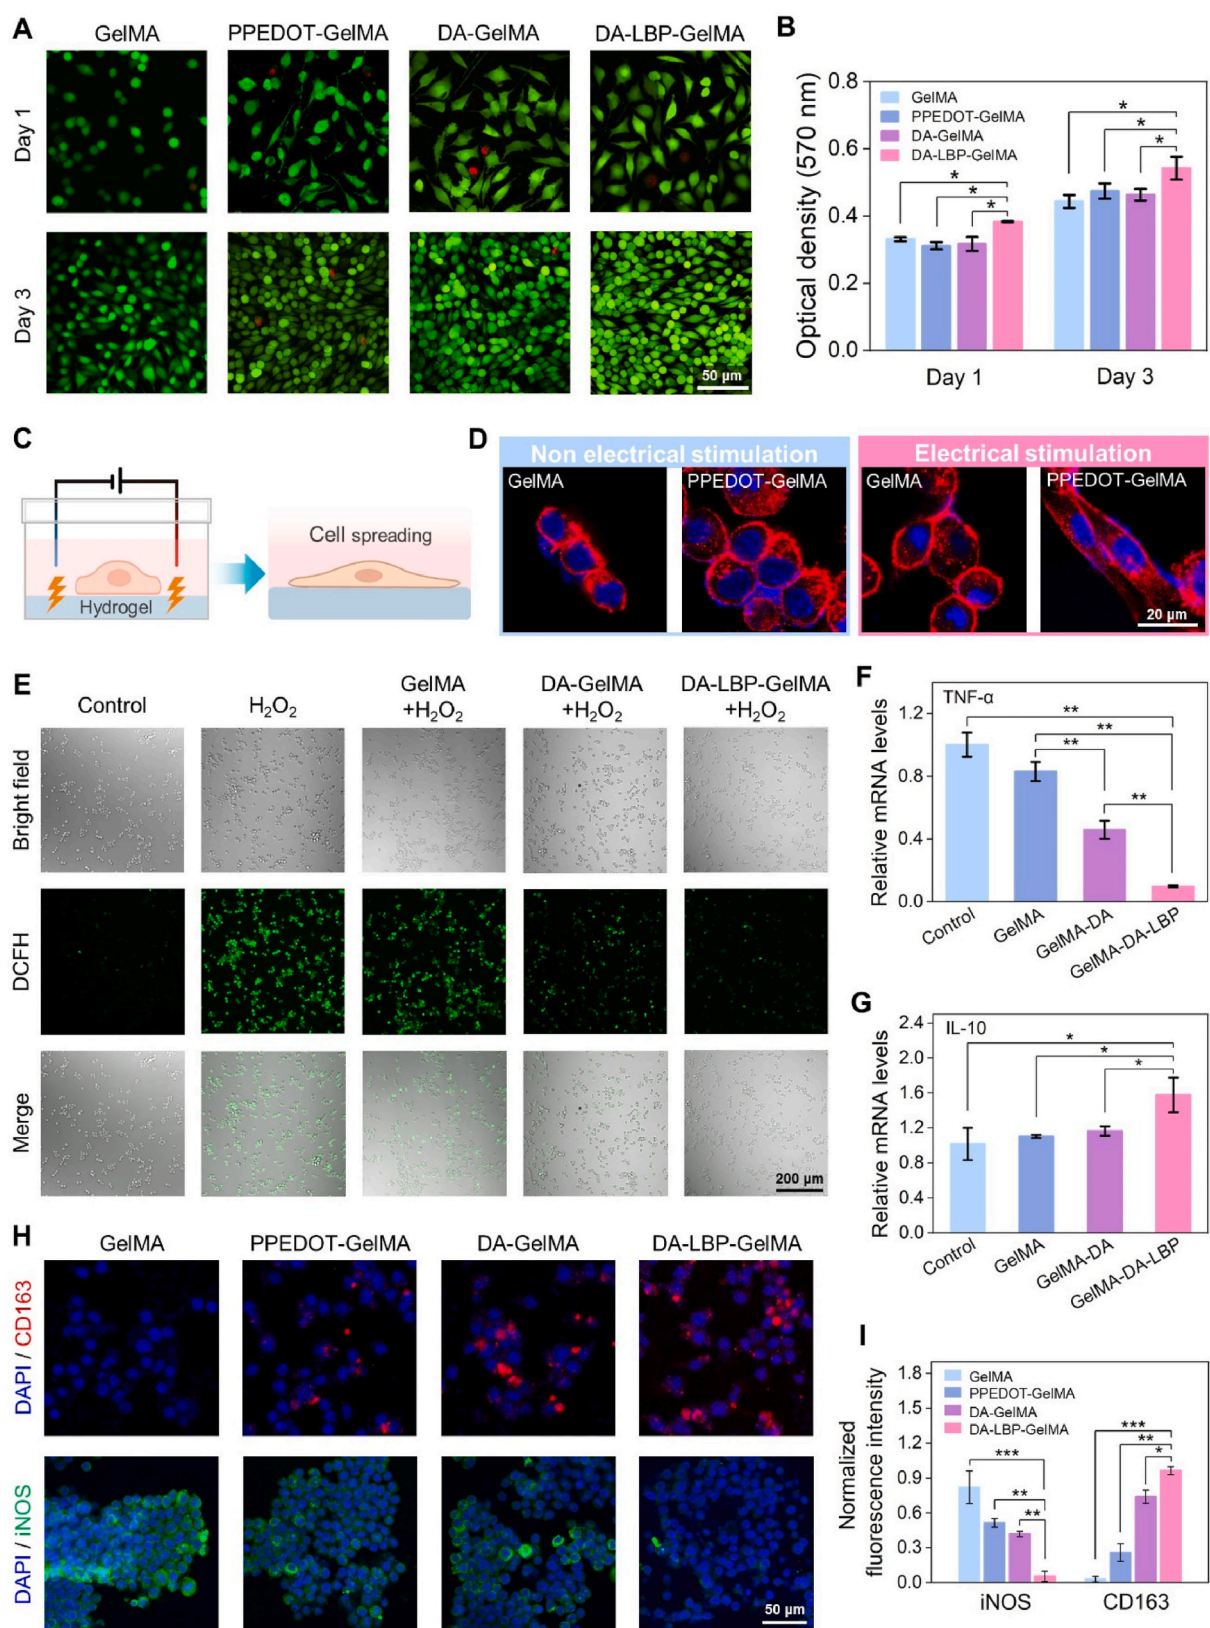 A
GelMA
PPEDOT-GelMA
DA-GelMA
DA-LBP-GelMA
Day 1
Day 3
50 µm
B
Optical density (570 nm)
0.8
0.6
0.4
0.2
0.0
GelMA
PPEDOT-GelMA
DA-GelMA
DA-LBP-GelMA
*
*
*
*
*
*
Day 1
Day 3
C
Hydrogel
Cell spreading
D
Non electrical stimulation
Electrical stimulation
GelMA
PPEDOT-GelMA
GelMA
PPEDOT-GelMA
20 µm
E
Control
H₂O₂
GelMA
+H₂O₂
DA-GelMA
+H₂O₂
DA-LBP-GelMA
+H₂O₂
Bright field
DCFH
Merge
200 µm
F
TNF-α
Relative mRNA levels
1.2
0.8
0.4
0.0
**
**
**
**
Control
GelMA
GelMA-DA
GelMA-DA-LBP
G
IL-10
Relative mRNA levels
2.4
2.0
1.6
1.2
0.8
0.4
0.0
*
*
*
Control
GelMA
GelMA-DA
GelMA-DA-LBP
H
GelMA
PPEDOT-GelMA
DA-GelMA
DA-LBP-GelMA
DAPI / CD163
DAPI / iNOS
50 µm
I
Normalized
fluorescence intensity
1.8
1.5
1.2
0.9
0.6
0.3
0.0
GelMA
PPEDOT-GelMA
DA-GelMA
DA-LBP-GelMA
***
**
**
***
**
*
iNOS
CD163